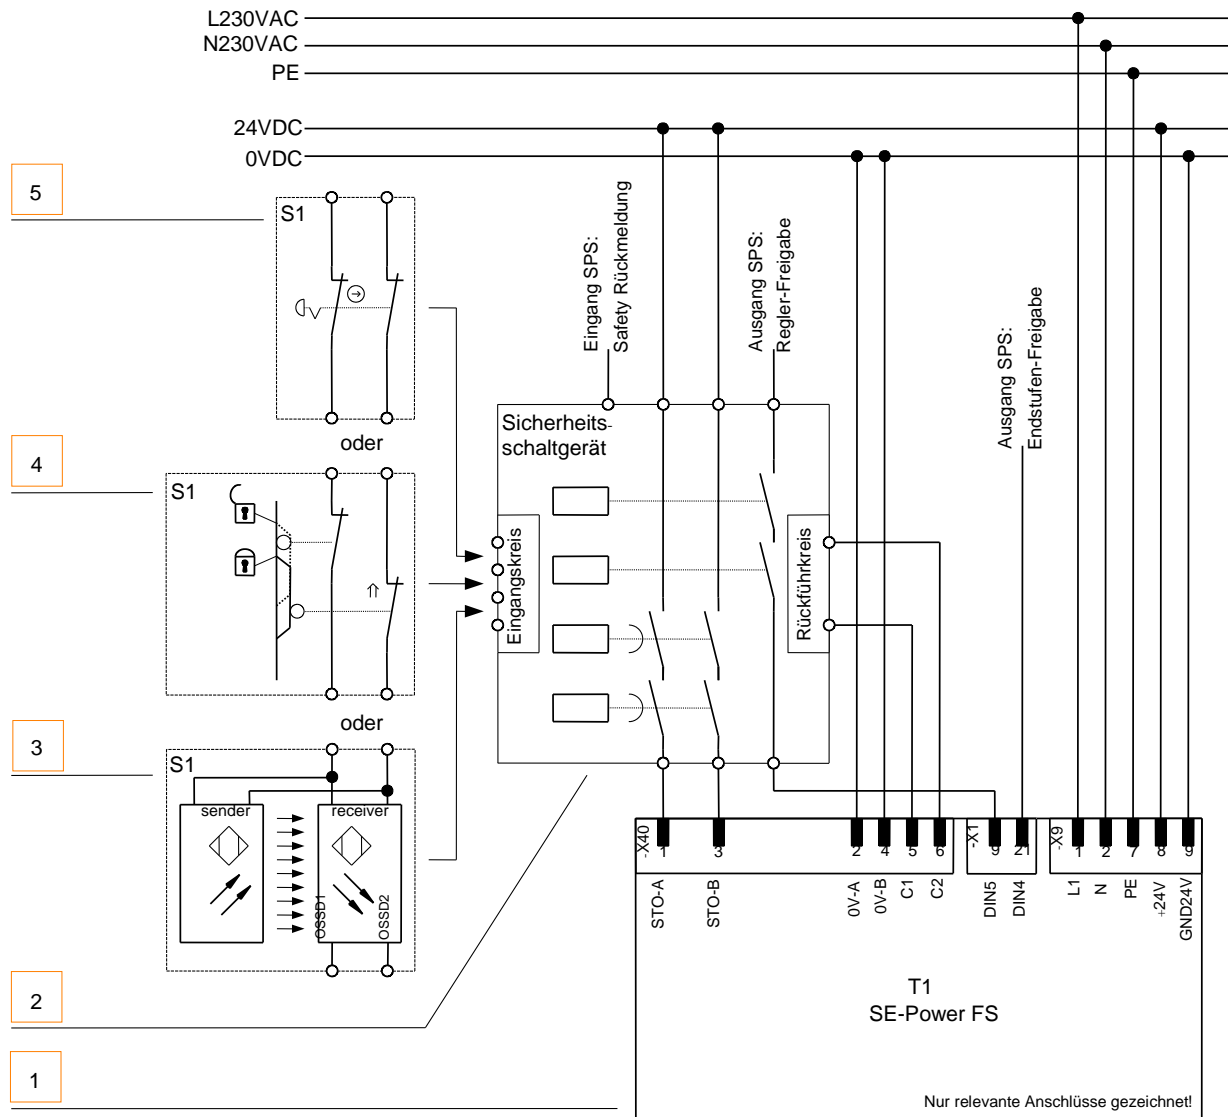 L230VAC
N230VAC
PE
24VDC
0VDC
5
S1
Eingang SPS:
Safety Rückmeldung
Ausgang SPS:
Regler-Freigabe
Ausgang SPS:
Endstufen-Freigabe
oder
4
S1
Sicherheits-
schaltgerät
Eingangskreis
Rückführkreis
oder
3
S1
sender
receiver
OSSD1
OSSD2
2
1
-X40
1
3
2
4
5
6
-X1
9
21
-X9
1
2
7
8
9
STO-A
STO-B
0V-A
0V-B
C1
C2
DIN5
DIN4
L1
N
PE
+24V
GND24V
T1
SE-Power FS
Nur relevante Anschlüsse gezeichnet!